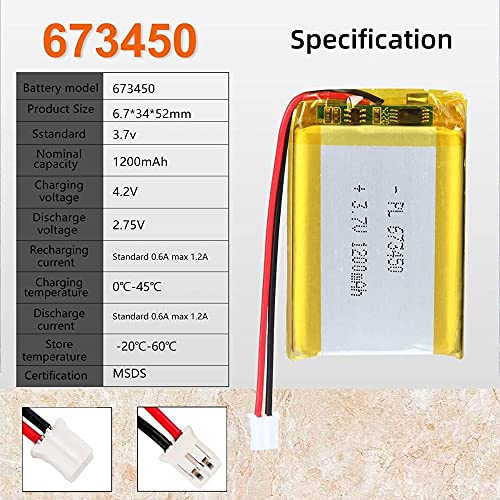 673450
Specification
Battery model 673450
Product Size 6.7*34*52mm
Sstandard 3.7v
Nominal
capacity 1200mAh
Charging
voltage 4.2V
Discharge
voltage 2.75V
Recharging
current Standard 0.6A max 1.2A
Charging
temperature 0℃-45℃
Discharge
current Standard 0.6A max 1.2A
Store
temperature -20℃-60℃
Certification MSDS
- PL 673450
+ 3.7V 1200mAh